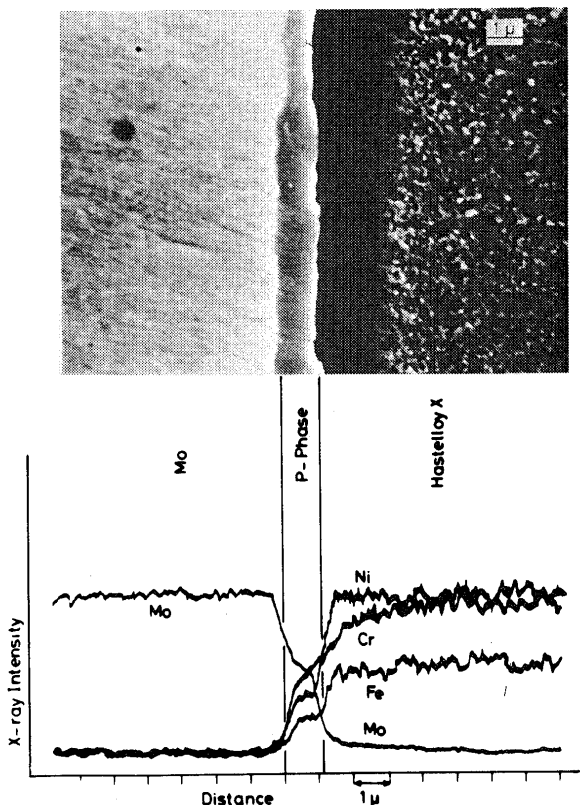 1 μ
Mo
P-Phase
Hastelloy X
Ni
Mo
Cr
Fe
Mo
X-ray Intensity
1 μ
Distance